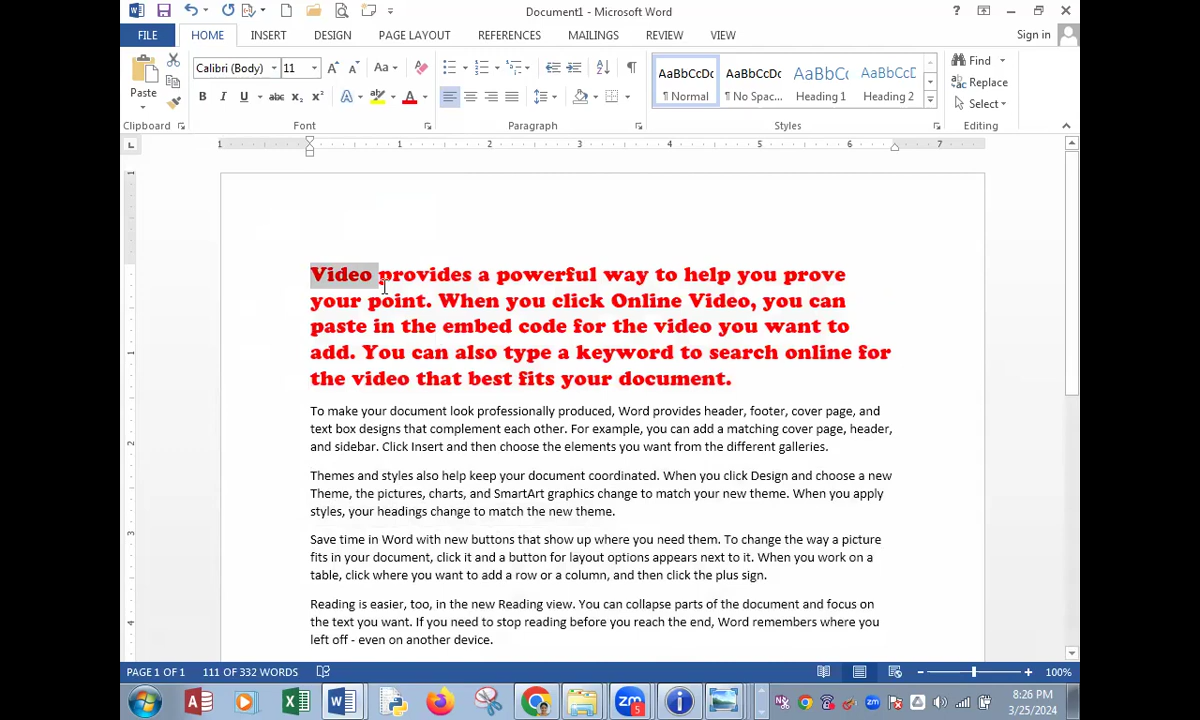 Document1 - Microsoft Word
FILE HOME INSERT DESIGN PAGE LAYOUT REFERENCES MAILINGS REVIEW VIEW Sign in
Calibri (Body) 11
Aa
AaBbCcDc AaBbCcDc AaBbCc AaBbCcE
Find
Replace
Select
Paste
¶ Normal ¶ No Spac... Heading 1 Heading 2
Clipboard Font Paragraph Styles Editing
1 1 2 3 4 5 6 7
Video provides a powerful way to help you prove
your point. When you click Online Video, you can
paste in the embed code for the video you want to
add. You can also type a keyword to search online for
the video that best fits your document.
To make your document look professionally produced, Word provides header, footer, cover page, and
text box designs that complement each other. For example, you can add a matching cover page, header,
and sidebar. Click Insert and then choose the elements you want from the different galleries.
Themes and styles also help keep your document coordinated. When you click Design and choose a new
Theme, the pictures, charts, and SmartArt graphics change to match your new theme. When you apply
styles, your headings change to match the new theme.
Save time in Word with new buttons that show up where you need them. To change the way a picture
fits in your document, click it and a button for layout options appears next to it. When you work on a
table, click where you want to add a row or a column, and then click the plus sign.
Reading is easier, too, in the new Reading view. You can collapse parts of the document and focus on
the text you want. If you need to stop reading before you reach the end, Word remembers where you
left off - even on another device.
PAGE 1 OF 1 111 OF 332 WORDS 100%
8:26 PM
3/25/2024